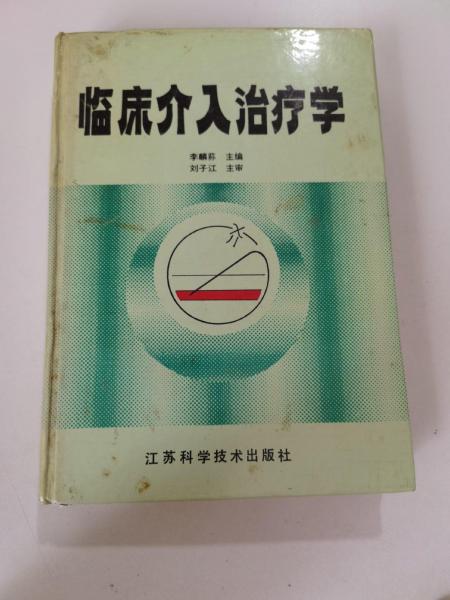 临床介入治疗学
李麟荪 主编
刘子江 主审
江苏科学技术出版社